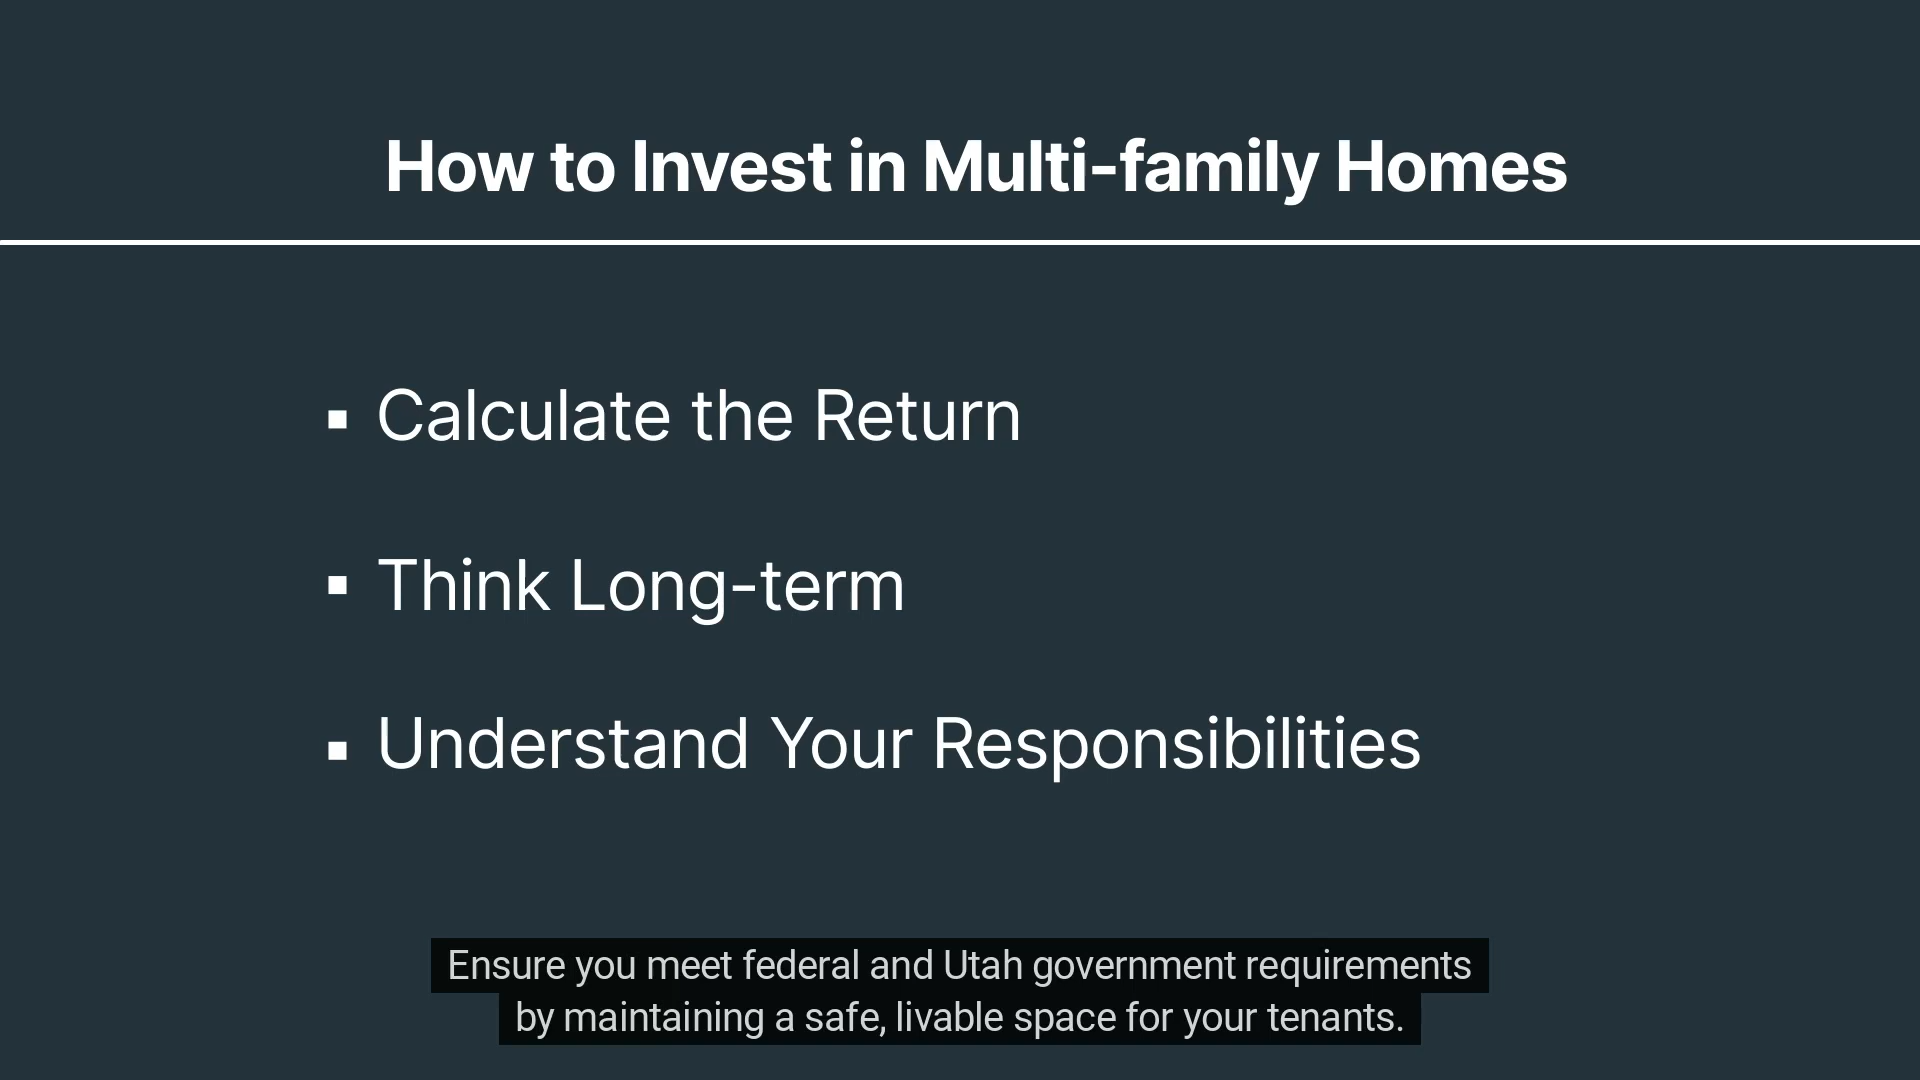 How to Invest in Multi-family Homes
▪ Calculate the Return
▪ Think Long-term
▪ Understand Your Responsibilities
Ensure you meet federal and Utah government requirements
by maintaining a safe, livable space for your tenants.